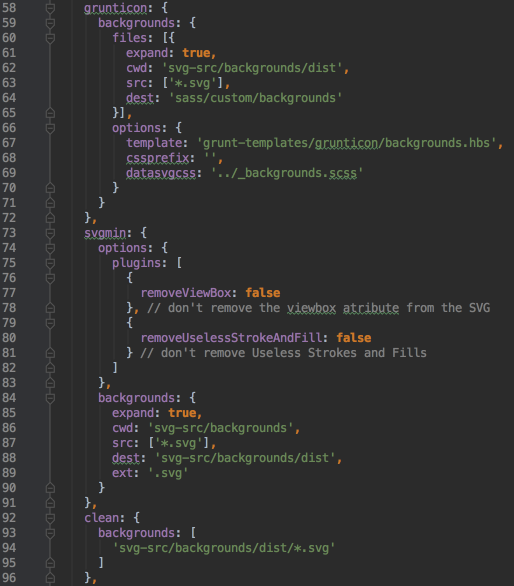 58 grunticon: {
59 backgrounds: {
60 files: [{
61 expand: true,
62 cwd: 'svg-src/backgrounds/dist',
63 src: ['*.svg'],
64 dest: 'sass/custom/backgrounds'
65 }],
66 options: {
67 template: 'grunt-templates/grunticon/backgrounds.hbs',
68 cssprefix: '',
69 datasvgcss: '../_backgrounds.scss'
70 }
71 }
72 },
73 svgmin: {
74 options: {
75 plugins: [
76 {
77 removeViewBox: false
78 }, // don't remove the viewbox atribute from the SVG
79 {
80 removeUselessStrokeAndFill: false
81 } // don't remove Useless Strokes and Fills
82 ]
83 },
84 backgrounds: {
85 expand: true,
86 cwd: 'svg-src/backgrounds',
87 src: ['*.svg'],
88 dest: 'svg-src/backgrounds/dist',
89 ext: '.svg'
90 }
91 },
92 clean: {
93 backgrounds: [
94 'svg-src/backgrounds/dist/*.svg'
95 ]
96 },